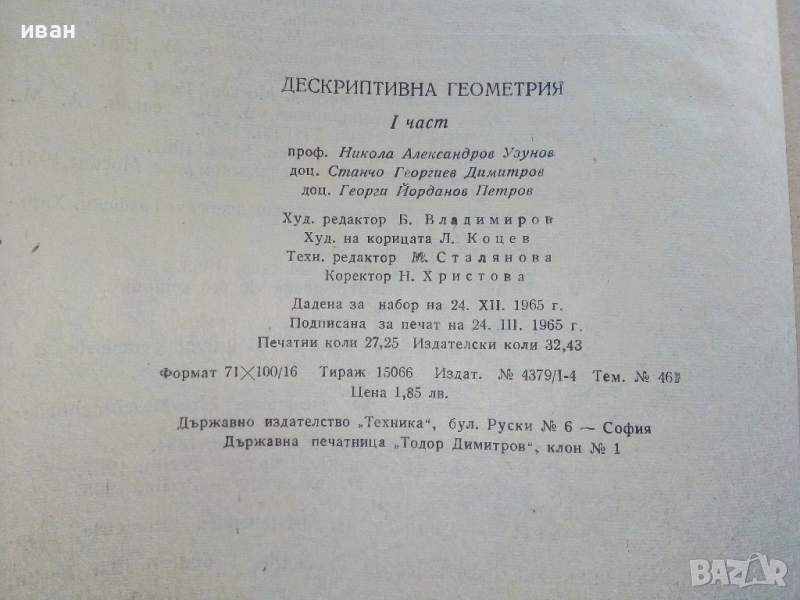 иван
ДЕСКРИПТИВНА ГЕОМЕТРИЯ
I част
проф. Никола Александров Узунов
доц. Станчо Георгиев Димитров
доц. Георги Йорданов Петров
Худ. редактор Б. Владимиров
Худ. на корицата Л. Коцев
Техн. редактор М. Сталянова
Коректор Н. Христова
Дадена за набор на 24. XII. 1965 г.
Подписана за печат на 24. III. 1965 г.
Печатни коли 27,25 Издателски коли 32,43
Формат 71×100/16 Тираж 15066 Издат. № 4379/1-4 Тем. №
Цена 1,85 лв.
Държавно издателство „Техника“, бул. Руски № 6 — София
Държавна печатница „Тодор Димитров“, клон № 1
BAZAR